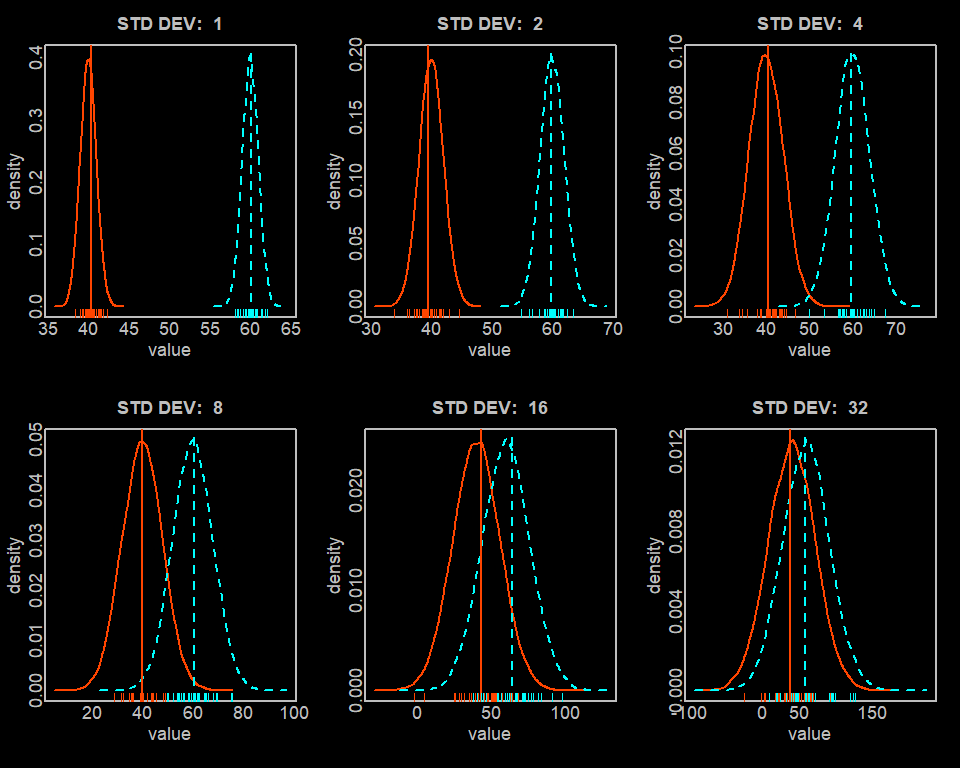 STD DEV:  1
density
0.0 0.1 0.2 0.3 0.4
35 40 45 50 55 60 65
value
STD DEV:  2
density
0.00 0.05 0.10 0.15 0.20
30 40 50 60 70
value
STD DEV:  4
density
0.00 0.02 0.04 0.06 0.08 0.10
30 40 50 60 70
value
STD DEV:  8
density
0.00 0.01 0.02 0.03 0.04 0.05
20 40 60 80 100
value
STD DEV:  16
density
0.000 0.010 0.020
0 50 100
value
STD DEV:  32
density
0.000 0.004 0.008 0.012
-100 0 50 150
value